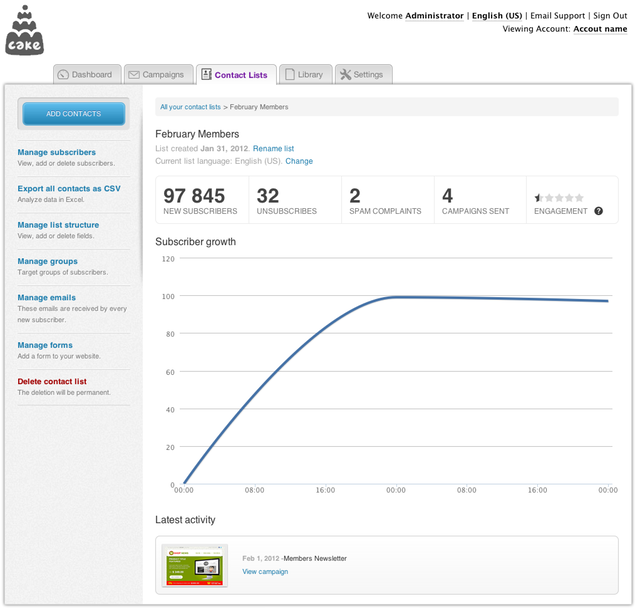 cake
Welcome Administrator | English (US) | Email Support | Sign Out
Viewing Account: Accout name
Dashboard
Campaigns
Contact Lists
Library
Settings
ADD CONTACTS
Manage subscribers
View, add or delete subscribers.
Export all contacts as CSV
Analyze data in Excel.
Manage list structure
View, add or delete fields.
Manage groups
Target groups of subscribers.
Manage emails
These emails are received by every
new subscriber.
Manage forms
Add a form to your website.
Delete contact list
The deletion will be permanent.
All your contact lists > February Members
February Members
List created Jan 31, 2012. Rename list
Current list language: English (US). Change
97 845
NEW SUBSCRIBERS
32
UNSUBSCRIBES
2
SPAM COMPLAINTS
4
CAMPAIGNS SENT
ENGAGEMENT ?
Subscriber growth
120
100
80
60
40
20
0
00:00 08:00 16:00 00:00 08:00 16:00 00:00
Latest activity
Feb 1, 2012 -Members Newsletter
View campaign